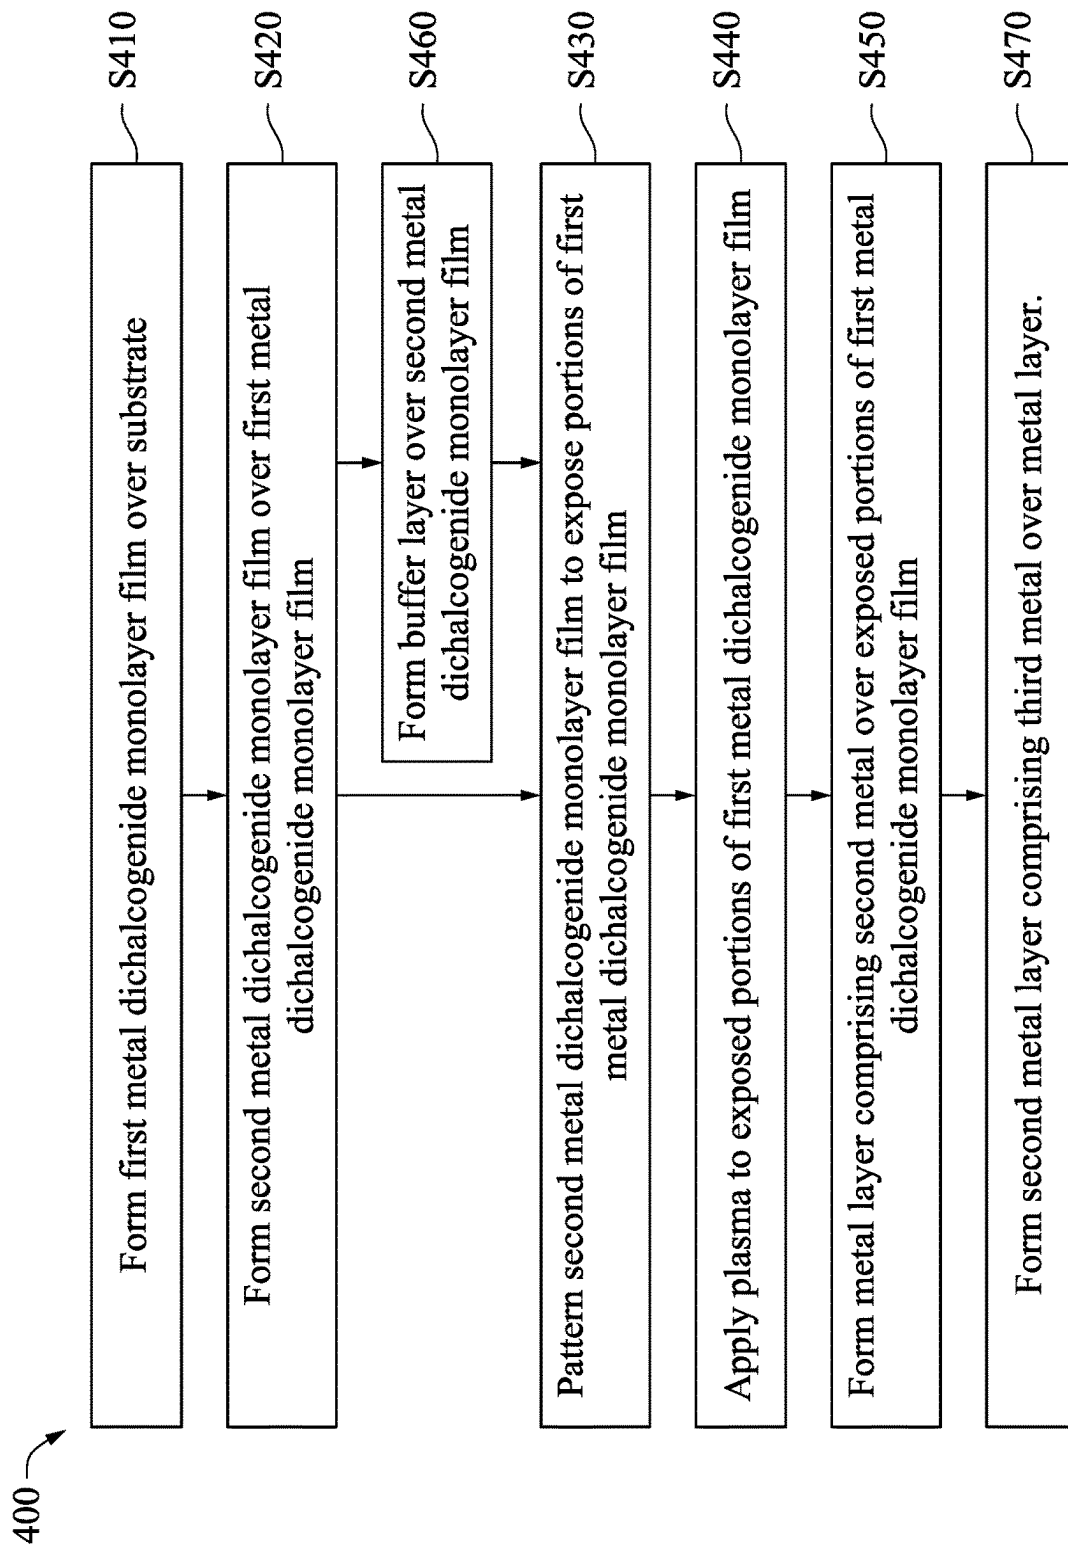 400
Form first metal dichalcogenide monolayer film over substrate
S410
Form second metal dichalcogenide monolayer film over first metal
dichalcogenide monolayer film
S420
Form buffer layer over second metal
dichalcogenide monolayer film
S460
Pattern second metal dichalcogenide monolayer film to expose portions of first
metal dichalcogenide monolayer film
S430
Apply plasma to exposed portions of first metal dichalcogenide monolayer film
S440
Form metal layer comprising second metal over exposed portions of first metal
dichalcogenide monolayer film
S450
Form second metal layer comprising third metal over metal layer.
S470